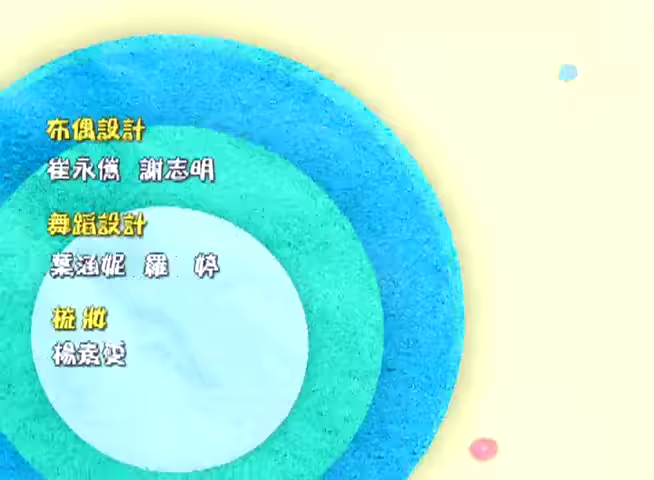 布偶設計
崔永儁 謝志明
舞蹈設計
葉涵妮 羅 婷
梳妝
楊素雯